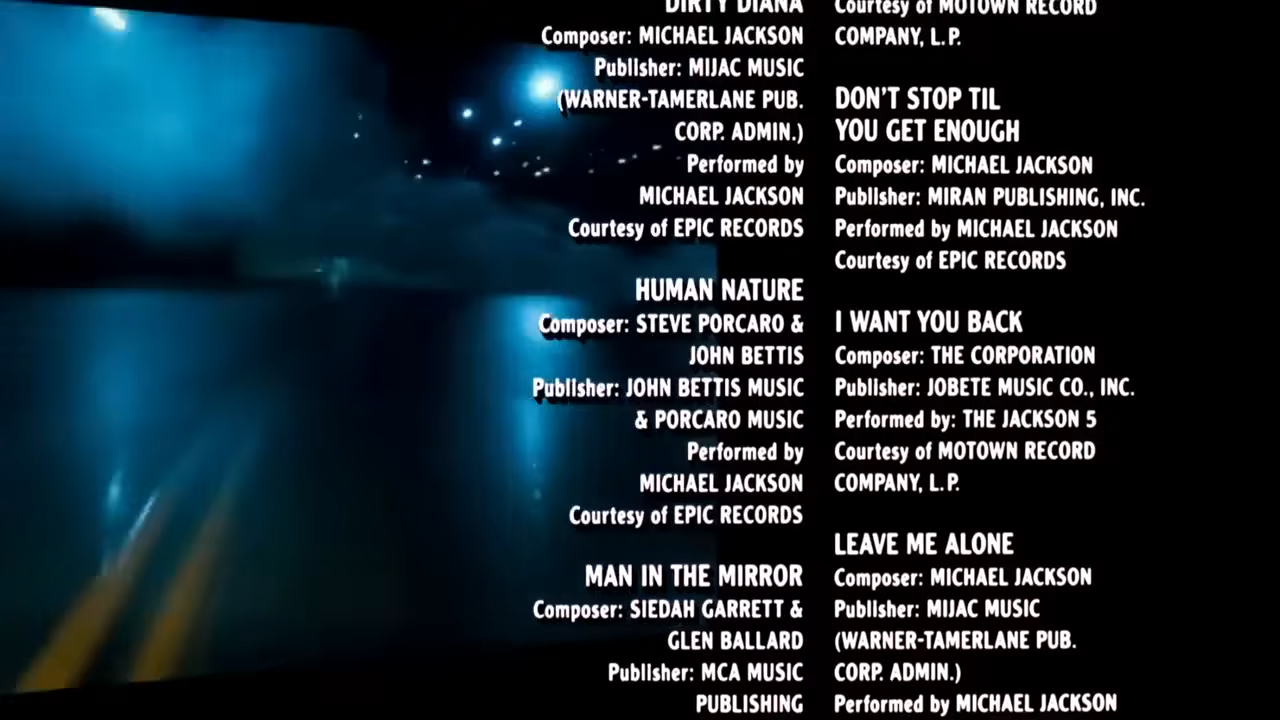 DIRTY DIANA
Composer: MICHAEL JACKSON
Publisher: MIJAC MUSIC
(WARNER-TAMERLANE PUB.
CORP. ADMIN.)
Performed by
MICHAEL JACKSON
Courtesy of EPIC RECORDS
HUMAN NATURE
Composer: STEVE PORCARO &
JOHN BETTIS
Publisher: JOHN BETTIS MUSIC
& PORCARO MUSIC
Performed by
MICHAEL JACKSON
Courtesy of EPIC RECORDS
MAN IN THE MIRROR
Composer: SIEDAH GARRETT &
GLEN BALLARD
Publisher: MCA MUSIC
PUBLISHING
Courtesy of MOTOWN RECORD
COMPANY, L.P.
DON'T STOP TIL
YOU GET ENOUGH
Composer: MICHAEL JACKSON
Publisher: MIRAN PUBLISHING, INC.
Performed by MICHAEL JACKSON
Courtesy of EPIC RECORDS
I WANT YOU BACK
Composer: THE CORPORATION
Publisher: JOBETE MUSIC CO., INC.
Performed by: THE JACKSON 5
Courtesy of MOTOWN RECORD
COMPANY, L.P.
LEAVE ME ALONE
Composer: MICHAEL JACKSON
Publisher: MIJAC MUSIC
(WARNER-TAMERLANE PUB.
CORP. ADMIN.)
Performed by MICHAEL JACKSON